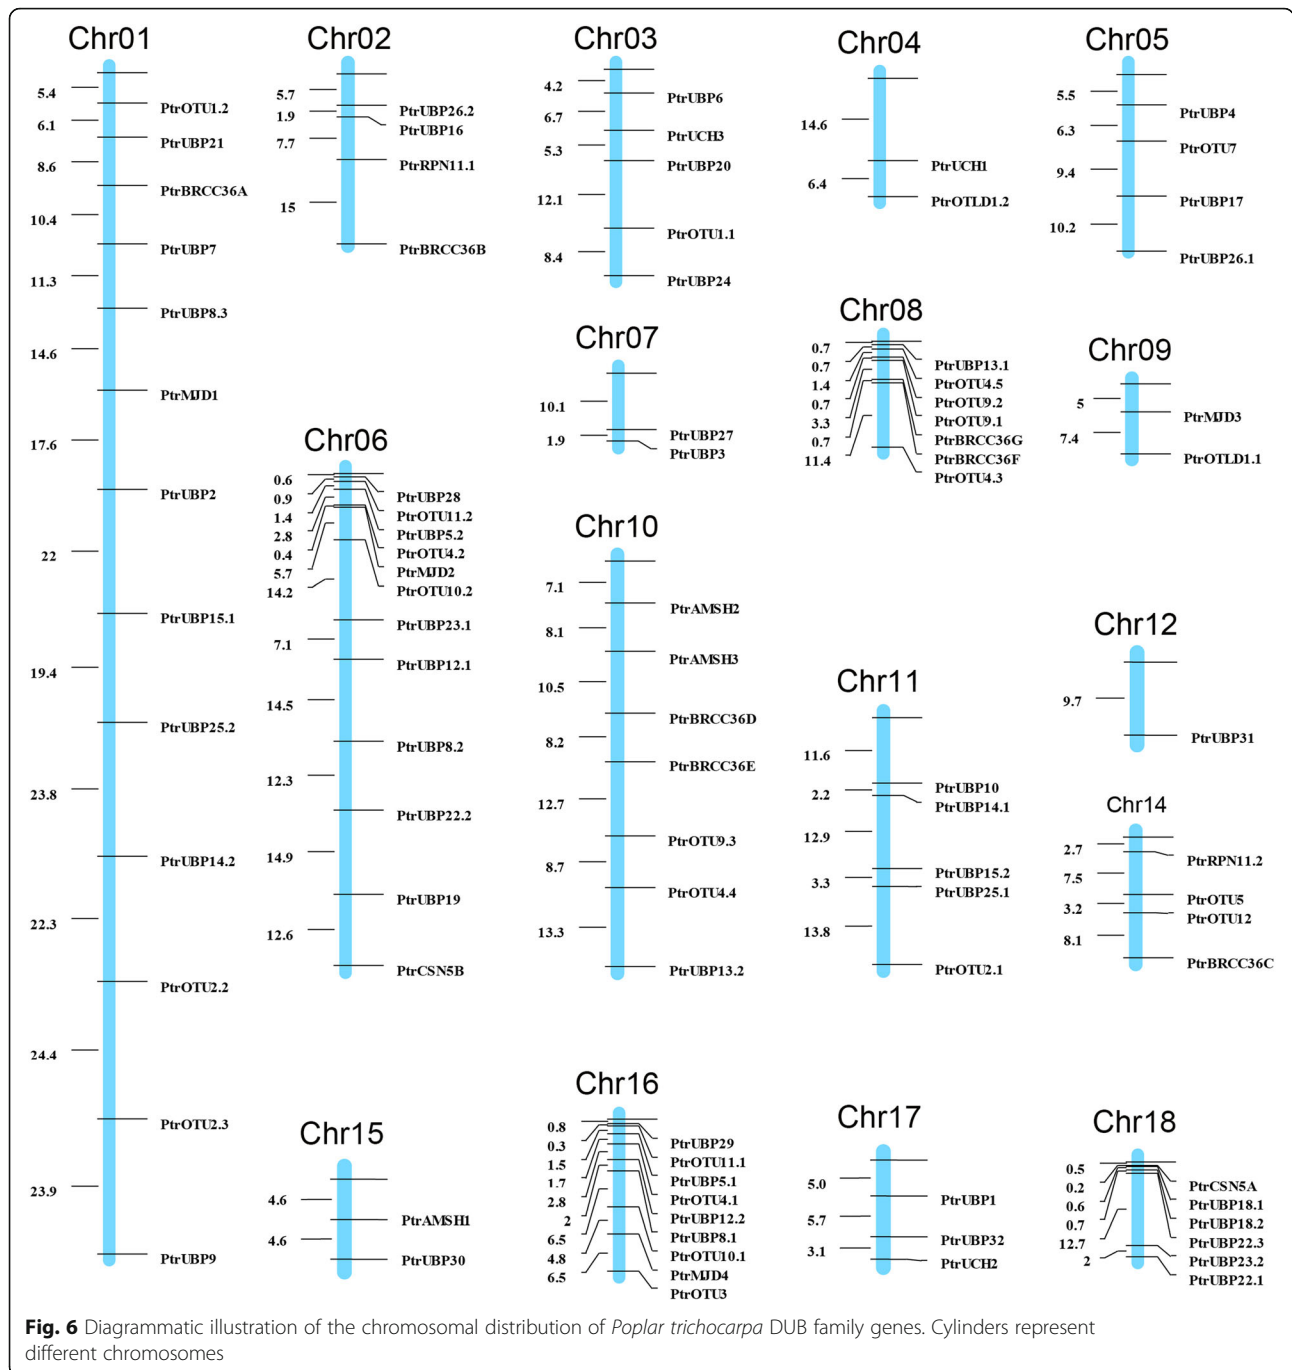 Chr01
5.4
6.1
8.6
10.4
11.3
14.6
17.6
22
19.4
23.8
22.3
24.4
23.9
PtrOTU1.2
PtrUBP21
PtrBRCC36A
PtrUBP7
PtrUBP8.3
PtrMJD1
PtrUBP2
PtrUBP15.1
PtrUBP25.2
PtrUBP14.2
PtrOTU2.2
PtrOTU2.3
PtrUBP9
Chr02
5.7
1.9
7.7
15
PtrUBP26.2
PtrUBP16
PtrRPN11.1
PtrBRCC36B
Chr03
4.2
6.7
5.3
12.1
8.4
PtrUBP6
PtrUCH3
PtrUBP20
PtrOTU1.1
PtrUBP24
Chr04
14.6
6.4
PtrUCH1
PtrOTLD1.2
Chr05
5.5
6.3
9.4
10.2
PtrUBP4
PtrOTU7
PtrUBP17
PtrUBP26.1
Chr06
0.6
0.9
1.4
2.8
0.4
5.7
14.2
7.1
14.5
12.3
14.9
12.6
PtrUBP28
PtrOTU11.2
PtrUBP5.2
PtrOTU4.2
PtrMJD2
PtrOTU10.2
PtrUBP23.1
PtrUBP12.1
PtrUBP8.2
PtrUBP22.2
PtrUBP19
PtrCSN5B
Chr07
10.1
1.9
PtrUBP27
PtrUBP3
Chr08
0.7
0.7
1.4
0.7
3.3
0.7
11.4
PtrUBP13.1
PtrOTU4.5
PtrOTU9.2
PtrOTU9.1
PtrBRCC36G
PtrBRCC36F
PtrOTU4.3
Chr09
5
7.4
PtrMJD3
PtrOTLD1.1
Chr10
7.1
8.1
10.5
8.2
12.7
8.7
13.3
PtrAMSH2
PtrAMSH3
PtrBRCC36D
PtrBRCC36E
PtrOTU9.3
PtrOTU4.4
PtrUBP13.2
Chr11
11.6
2.2
12.9
3.3
13.8
PtrUBP10
PtrUBP14.1
PtrUBP15.2
PtrUBP25.1
PtrOTU2.1
Chr12
9.7
PtrUBP31
Chr14
2.7
7.5
3.2
8.1
PtrRPN11.2
PtrOTU5
PtrOTU12
PtrBRCC36C
Chr15
4.6
4.6
PtrAMSH1
PtrUBP30
Chr16
0.8
0.3
1.5
1.7
2.8
2
6.5
4.8
6.5
PtrUBP29
PtrOTU11.1
PtrUBP5.1
PtrOTU4.1
PtrUBP12.2
PtrUBP8.1
PtrOTU10.1
PtrMJD4
PtrOTU3
Chr17
5.0
5.7
3.1
PtrUBP1
PtrUBP32
PtrUCH2
Chr18
0.5
0.2
0.6
0.7
12.7
2
PtrCSN5A
PtrUBP18.1
PtrUBP18.2
PtrUBP22.3
PtrUBP23.2
PtrUBP22.1
Fig. 6 Diagrammatic illustration of the chromosomal distribution of Poplar trichocarpa DUB family genes. Cylinders represent
different chromosomes